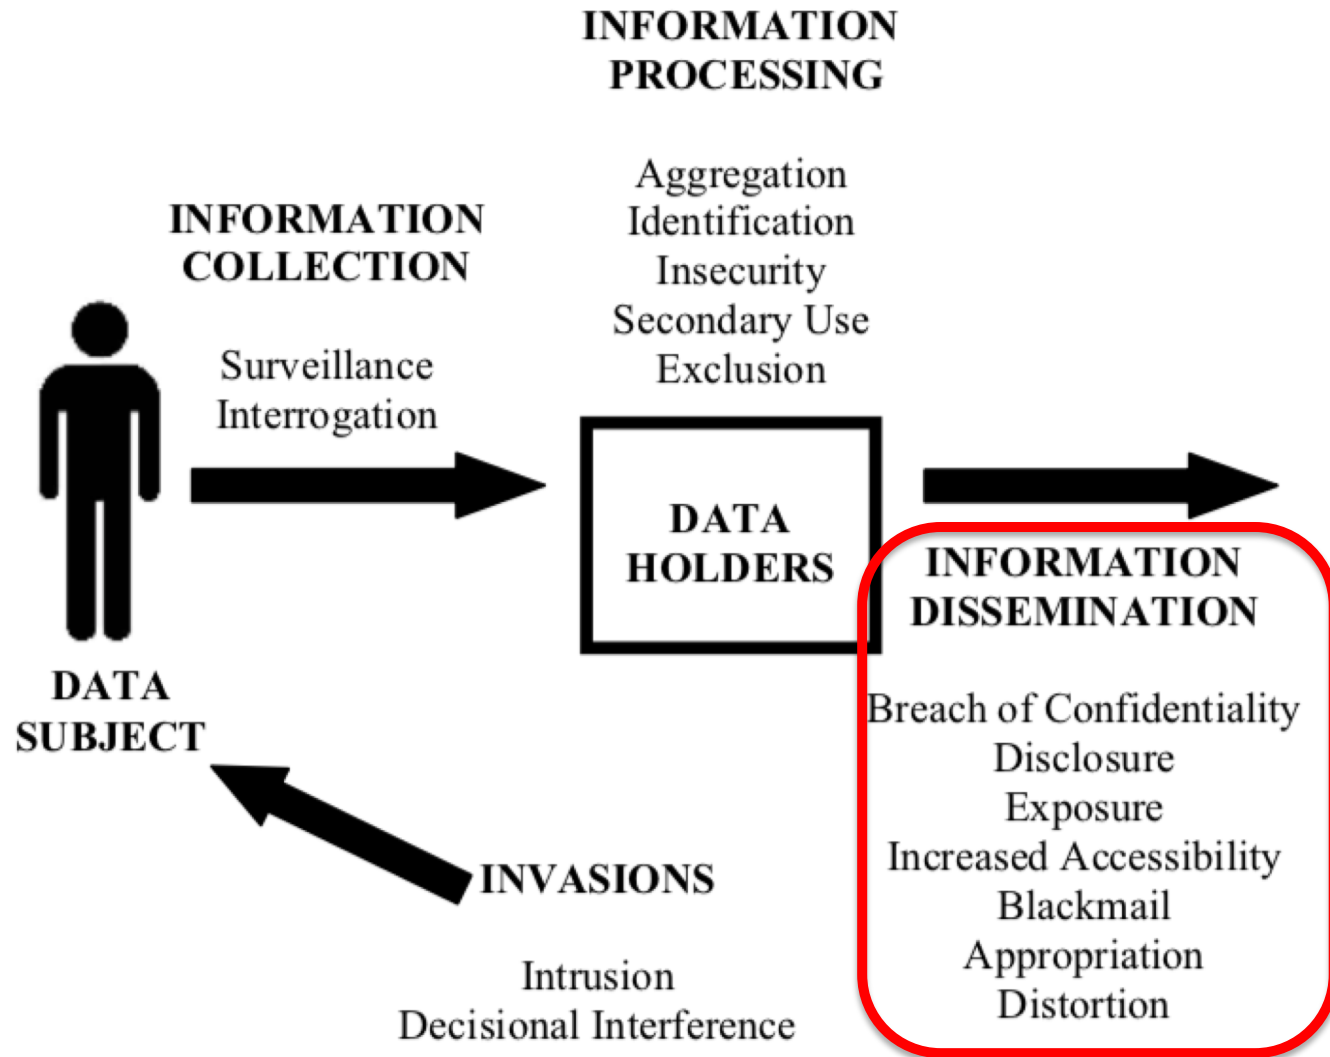 INFORMATION
PROCESSING
Aggregation
Identification
Insecurity
Secondary Use
Exclusion
INFORMATION
COLLECTION
Surveillance
Interrogation
DATA
HOLDERS
INFORMATION
DISSEMINATION
Breach of Confidentiality
Disclosure
Exposure
Increased Accessibility
Blackmail
Appropriation
Distortion
DATA
SUBJECT
INVASIONS
Intrusion
Decisional Interference